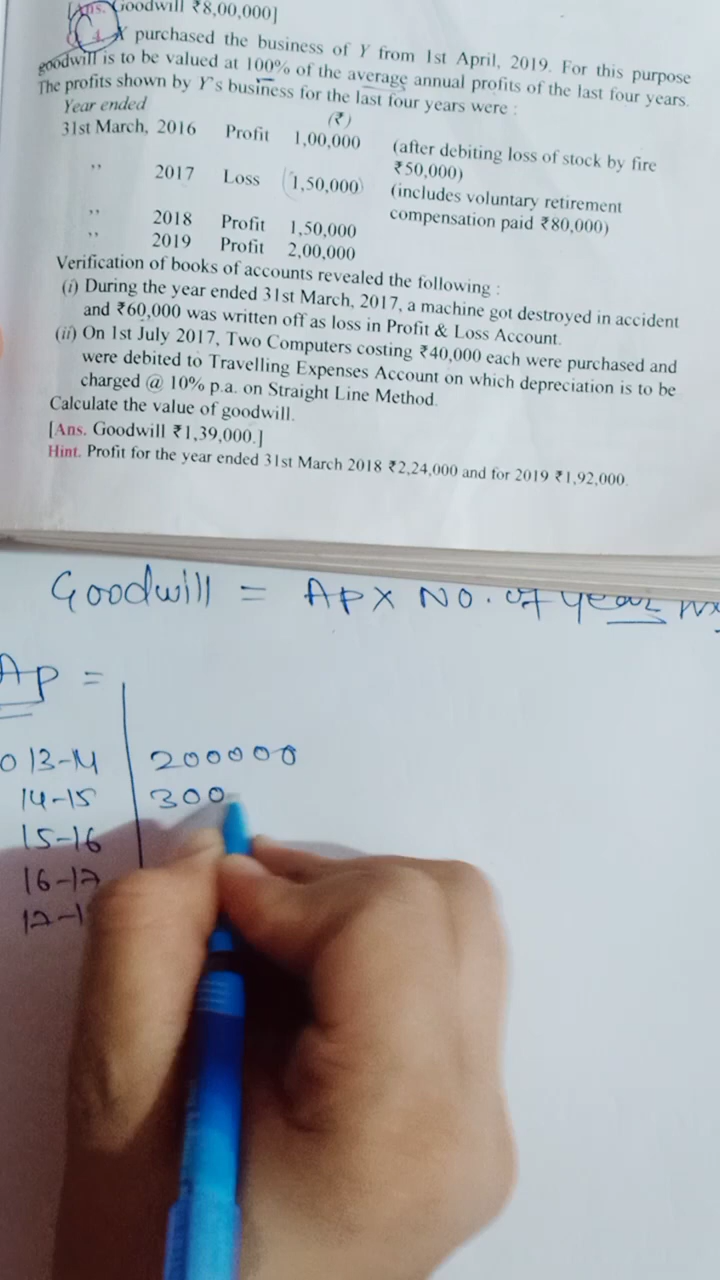 [Ans. Goodwill ₹8,00,000]
Q. 4. X purchased the business of Y from 1st April, 2019. For this purpose
goodwill is to be valued at 100% of the average annual profits of the last four years.
The profits shown by Y's business for the last four years were :
Year ended (₹)
31st March, 2016 Profit 1,00,000 (after debiting loss of stock by fire
₹50,000)
,, 2017 Loss (1,50,000) (includes voluntary retirement
compensation paid ₹80,000)
,, 2018 Profit 1,50,000
,, 2019 Profit 2,00,000
Verification of books of accounts revealed the following :
(i) During the year ended 31st March, 2017, a machine got destroyed in accident
and ₹60,000 was written off as loss in Profit & Loss Account.
(ii) On 1st July 2017, Two Computers costing ₹40,000 each were purchased and
were debited to Travelling Expenses Account on which depreciation is to be
charged @ 10% p.a. on Straight Line Method.
Calculate the value of goodwill.
[Ans. Goodwill ₹1,39,000.]
Hint. Profit for the year ended 31st March 2018 ₹2,24,000 and for 2019 ₹1,92,000.
Goodwill = AP X NO. of year
AP =
013-14 200000
14-15 300
15-16
16-17
17-1